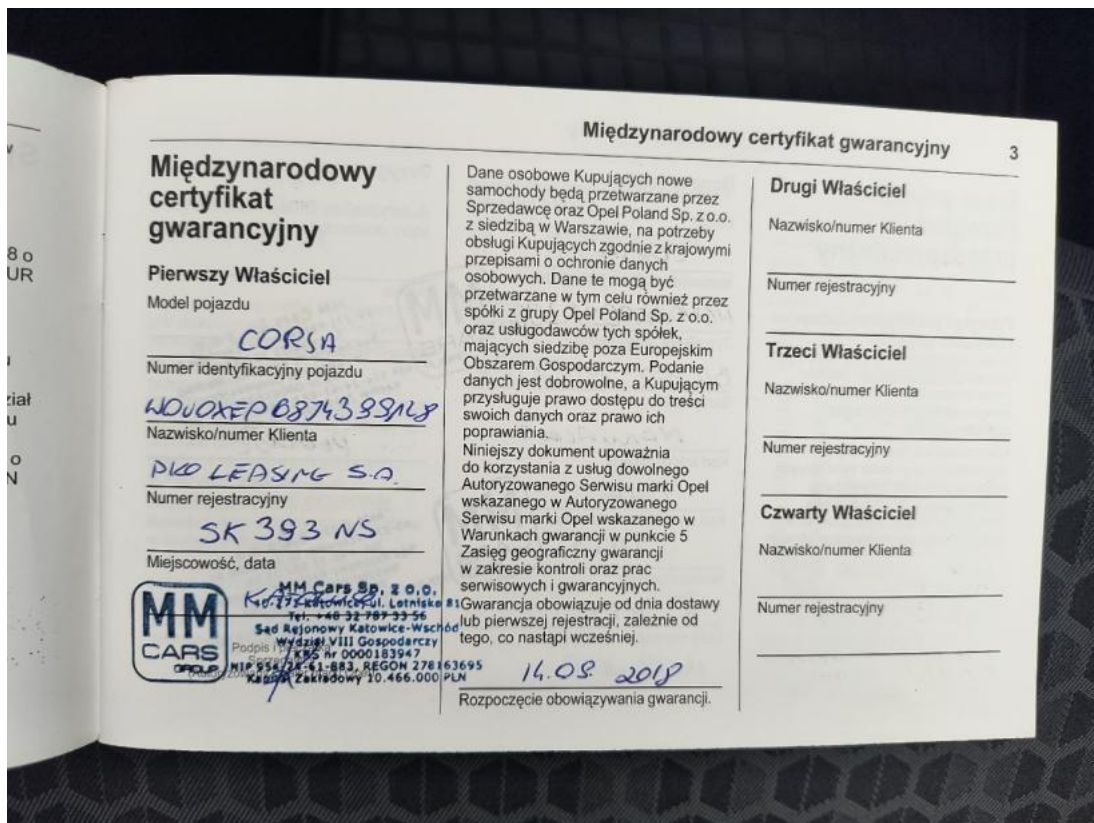 Międzynarodowy certyfikat gwarancyjny 3
Międzynarodowy
certyfikat
gwarancyjny
Pierwszy Właściciel
Model pojazdu
CORSA
Numer identyfikacyjny pojazdu
Nazwisko/numer Klienta
PKO LEASING S.A.
Numer rejestracyjny
SK 393 NS
Miejscowość, data
MM
CARS
GROUP
MM Cars Sp. z o.o.
40-271 Katowice, ul. Lotnisko 81
Tel. +48 32 787 33 56
Sąd Rejonowy Katowice-Wschód
Wydział VIII Gospodarczy
KRS nr 0000183947
REGON 278163695
Kapitał Zakładowy 10.466.000 PLN
Podpis i
Dane osobowe Kupujących nowe
samochody będą przetwarzane przez
Sprzedawcę oraz Opel Poland Sp. z o.o.
z siedzibą w Warszawie, na potrzeby
obsługi Kupujących zgodnie z krajowymi
przepisami o ochronie danych
osobowych. Dane te mogą być
przetwarzane w tym celu również przez
spółki z grupy Opel Poland Sp. z o.o.
oraz usługodawców tych spółek,
mających siedzibę poza Europejskim
Obszarem Gospodarczym. Podanie
danych jest dobrowolne, a Kupującym
przysługuje prawo dostępu do treści
swoich danych oraz prawo ich
poprawiania.
Niniejszy dokument upoważnia
do korzystania z usług dowolnego
Autoryzowanego Serwisu marki Opel
wskazanego w Autoryzowanego
Serwisu marki Opel wskazanego w
Warunkach gwarancji w punkcie 5
Zasięg geograficzny gwarancji
w zakresie kontroli oraz prac
serwisowych i gwarancyjnych.
Gwarancja obowiązuje od dnia dostawy
lub pierwszej rejestracji, zależnie od
tego, co nastąpi wcześniej.
2018
Rozpoczęcie obowiązywania gwarancji.
Drugi Właściciel
Nazwisko/numer Klienta
Numer rejestracyjny
Trzeci Właściciel
Nazwisko/numer Klienta
Numer rejestracyjny
Czwarty Właściciel
Nazwisko/numer Klienta
Numer rejestracyjny